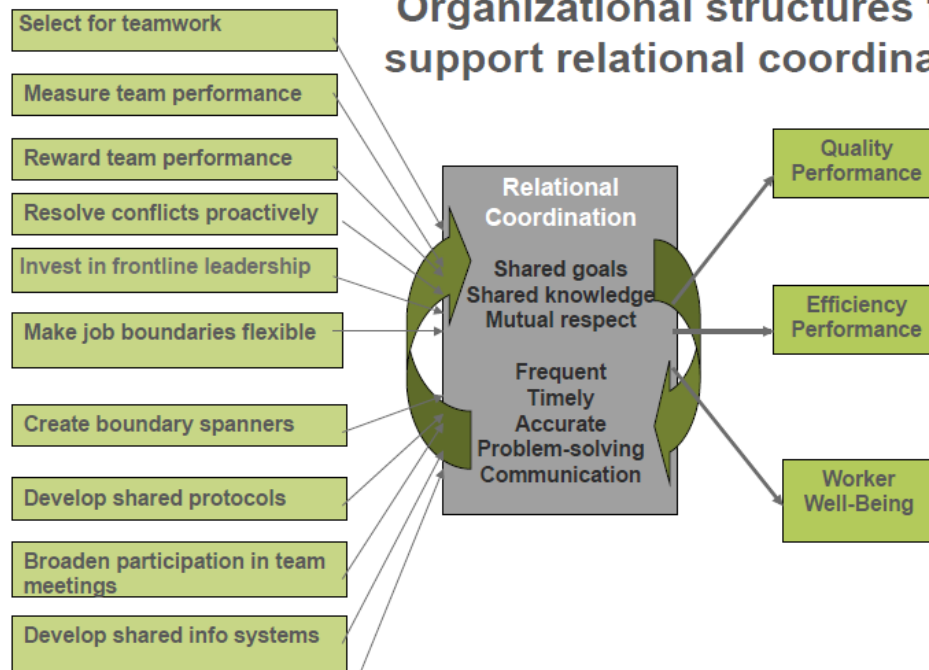 Organizational structures
support relational
Select for teamwork
Measure team performance
Reward team performance
Resolve conflicts proactively
Invest in frontline leadership
Make job boundaries flexible
Create boundary spanners
Develop shared protocols
Broaden participation in team
meetings
Develop shared info systems
Relational
Coordination
Shared goals
Shared knowledge
Mutual respect
Frequent
Timely
Accurate
Problem-solving
Communication
Quality
Performance
Efficiency
Performance
Worker
Well-Being